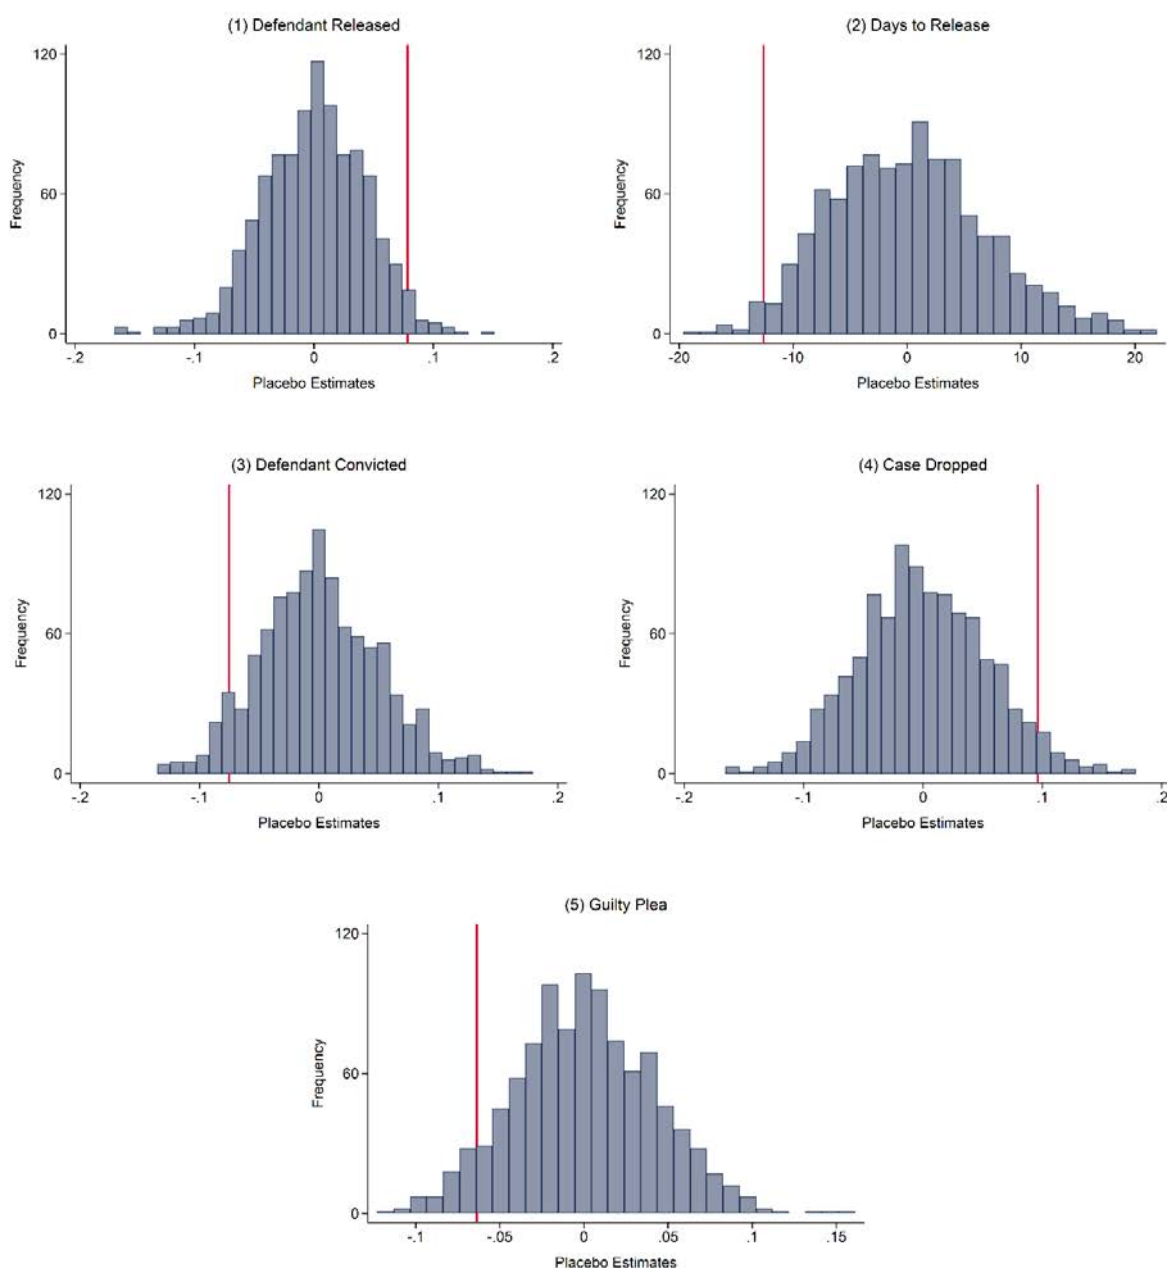 (1) Defendant Released
120
60
0
Frequency
-.2 -.1 0 .1 .2
Placebo Estimates
(2) Days to Release
120
60
0
Frequency
-20 -10 0 10 20
Placebo Estimates
(3) Defendant Convicted
120
60
0
Frequency
-.2 -.1 0 .1 .2
Placebo Estimates
(4) Case Dropped
120
60
0
Frequency
-.2 -.1 0 .1 .2
Placebo Estimates
(5) Guilty Plea
120
60
0
Frequency
-.1 -.05 0 .05 .1 .15
Placebo Estimates